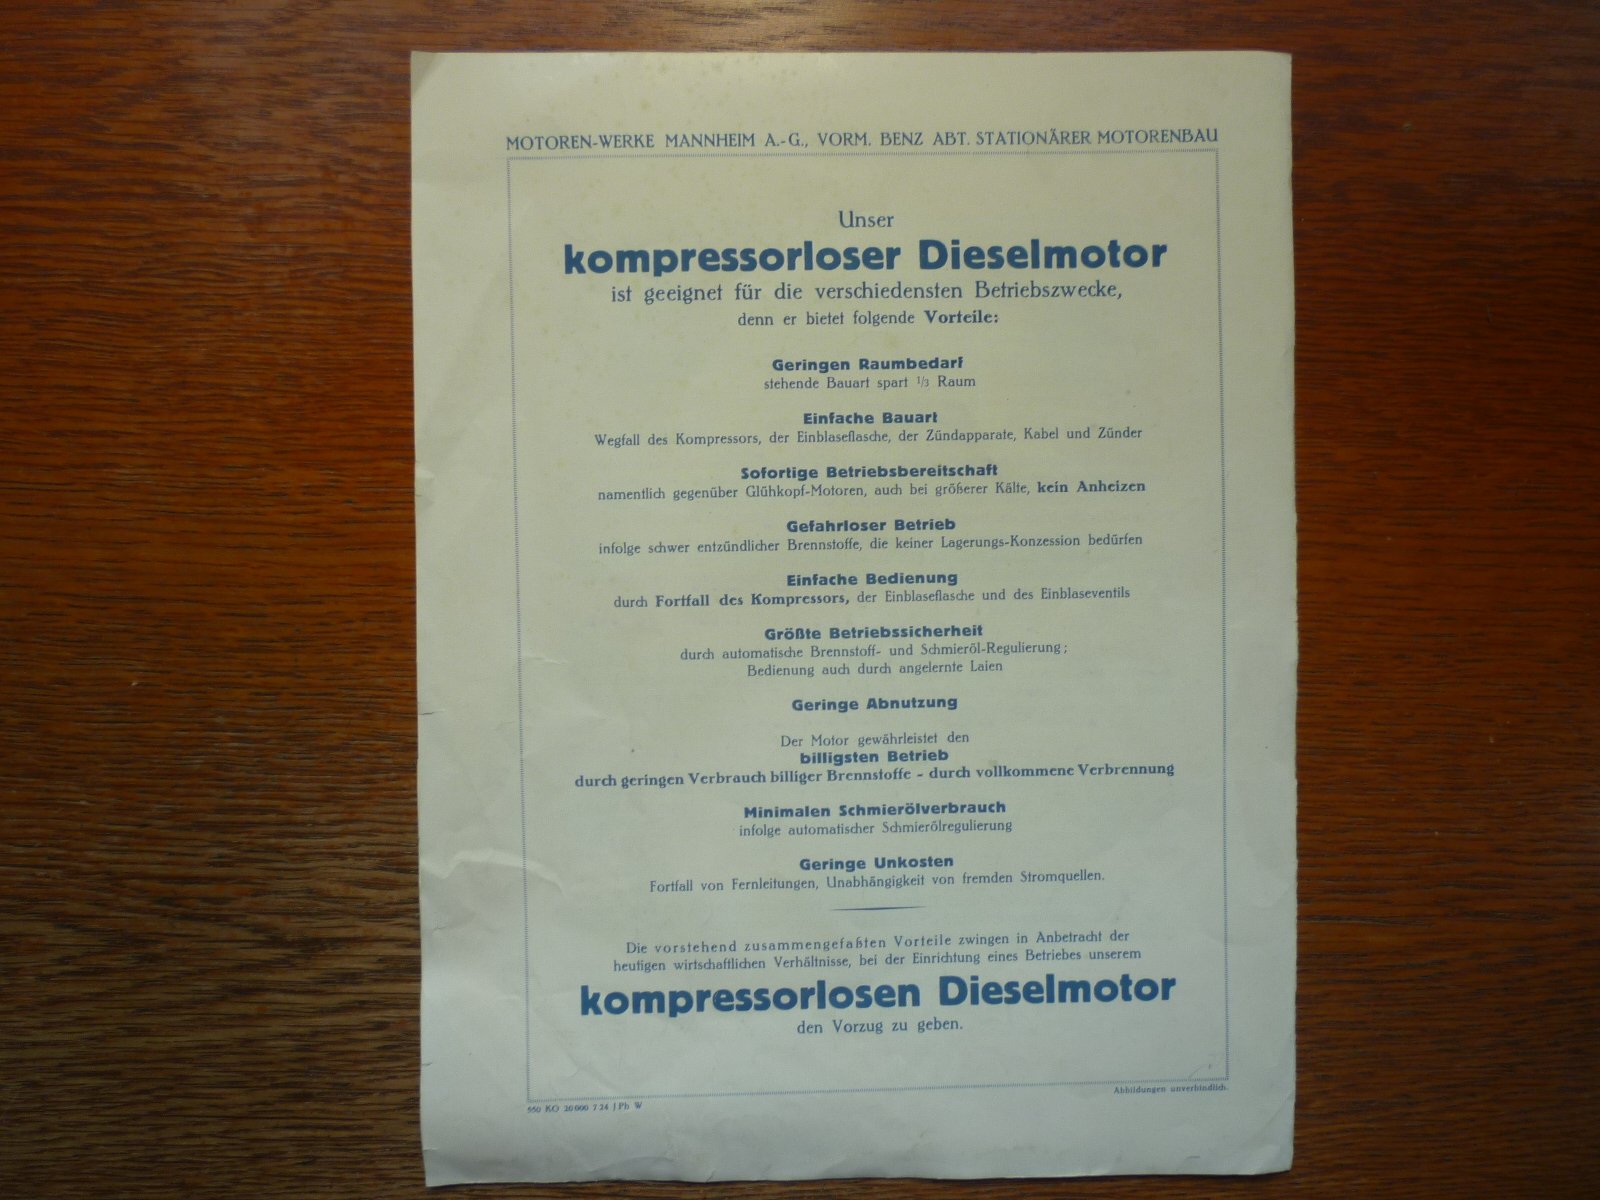 MOTOREN-WERKE MANNHEIM A.-G., VORM. BENZ ABT. STATIONÄRER MOTORENBAU
Unser
kompressorloser Dieselmotor
ist geeignet für die verschiedensten Betriebszwecke,
denn er bietet folgende Vorteile:
Geringen Raumbedarf
stehende Bauart spart 1/3 Raum
Einfache Bauart
Wegfall des Kompressors, der Einblaseflasche, der Zündapparate, Kabel und Zünder
Sofortige Betriebsbereitschaft
namentlich gegenüber Glühkopf-Motoren, auch bei größerer Kälte, kein Anheizen
Gefahrloser Betrieb
infolge schwer entzündlicher Brennstoffe, die keiner Lagerungs-Konzession bedürfen
Einfache Bedienung
durch Fortfall des Kompressors, der Einblaseflasche und des Einblaseventils
Größte Betriebssicherheit
durch automatische Brennstoff- und Schmieröl-Regulierung;
Bedienung auch durch angelernte Laien
Geringe Abnutzung
Der Motor gewährleistet den
billigsten Betrieb
durch geringen Verbrauch billiger Brennstoffe - durch vollkommene Verbrennung
Minimalen Schmierölverbrauch
infolge automatischer Schmierölregulierung
Geringe Unkosten
Fortfall von Fernleitungen, Unabhängigkeit von fremden Stromquellen.
Die vorstehend zusammengefaßten Vorteile zwingen in Anbetracht der
heutigen wirtschaftlichen Verhältnisse, bei der Einrichtung eines Betriebes unserem
kompressorlosen Dieselmotor
den Vorzug zu geben.
Abbildungen unverbindlich.
550 KO 20000 7 24 J Ph W